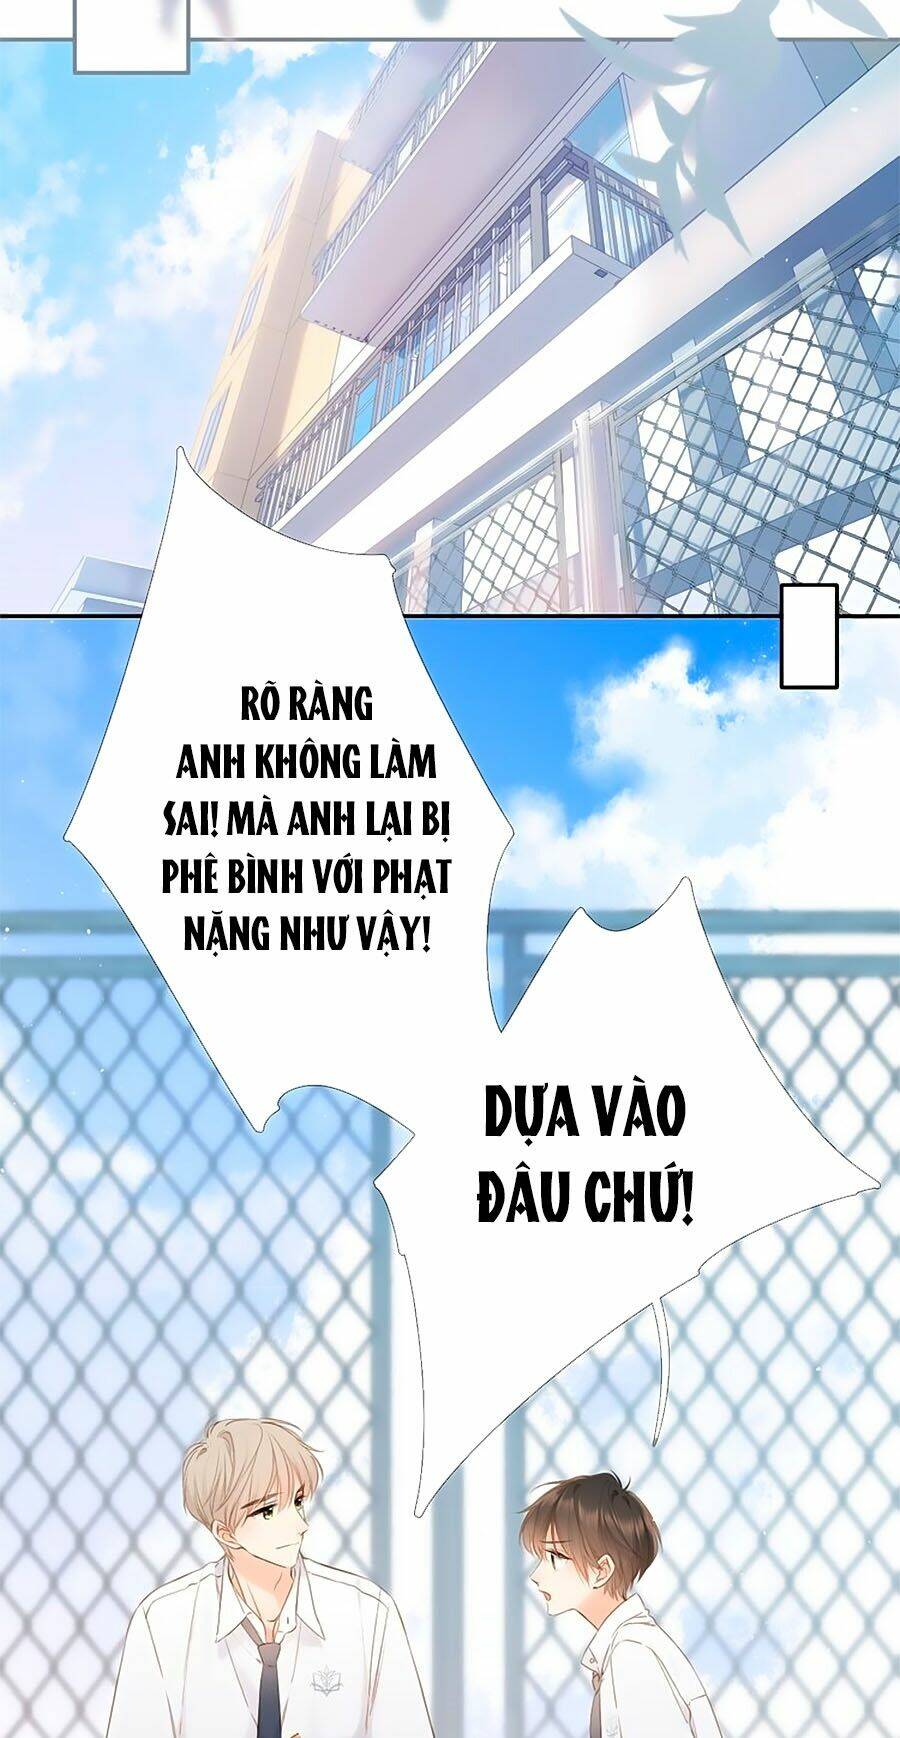 RÕ RÀNG
ANH KHÔNG LÀM
SAI! MÀ ANH LẠI BỊ
PHÊ BÌNH VỚI PHẠT
NẶNG NHƯ VẬY!
DỰA VÀO
ĐÂU CHỨ!